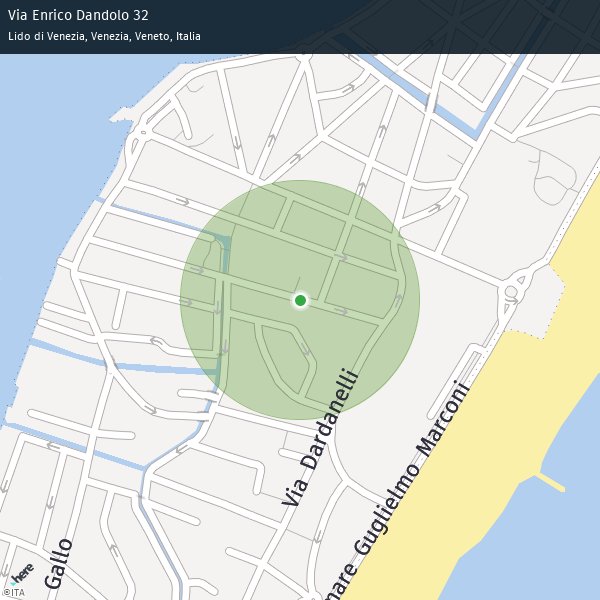 Via Enrico Dandolo 32
Lido di Venezia, Venezia, Veneto, Italia
Via Dardanelli
mare Guglielmo Marconi
Gallo
here
©ITA